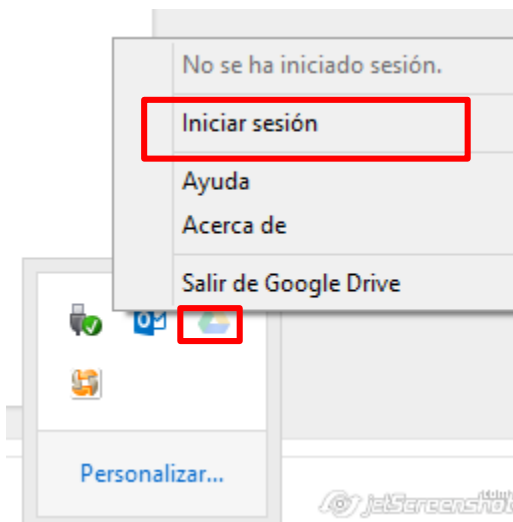 No se ha iniciado sesión.
Iniciar sesión
Ayuda
Acerca de
Salir de Google Drive
Personalizar...
jetScreenshot